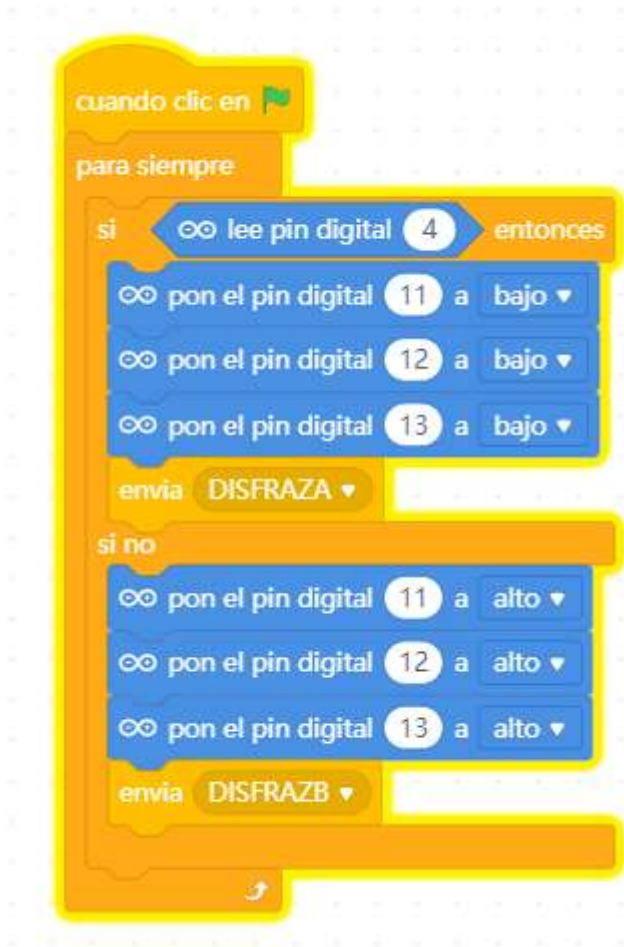 cuando clic en
para siempre
si lee pin digital 4 entonces
pon el pin digital 11 a bajo
pon el pin digital 12 a bajo
pon el pin digital 13 a bajo
envia DISFRAZA
si no
pon el pin digital 11 a alto
pon el pin digital 12 a alto
pon el pin digital 13 a alto
envia DISFRAZB